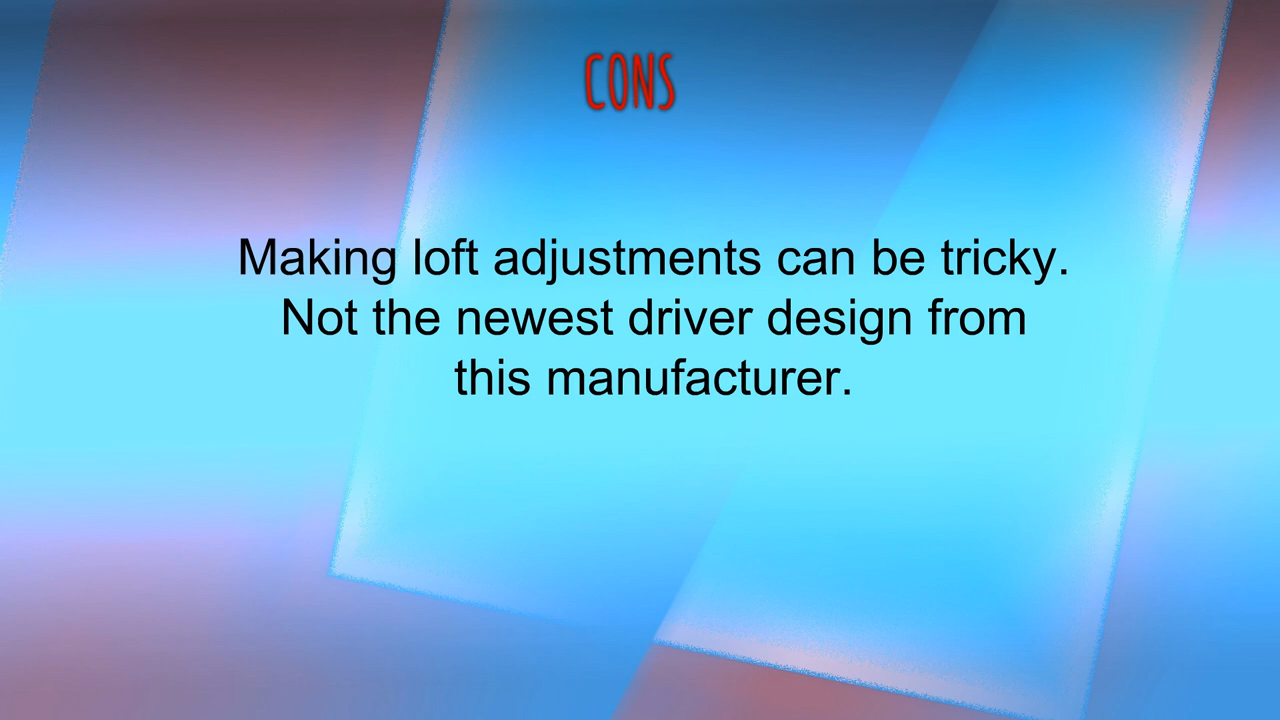 CONS
Making loft adjustments can be tricky.
Not the newest driver design from
this manufacturer.